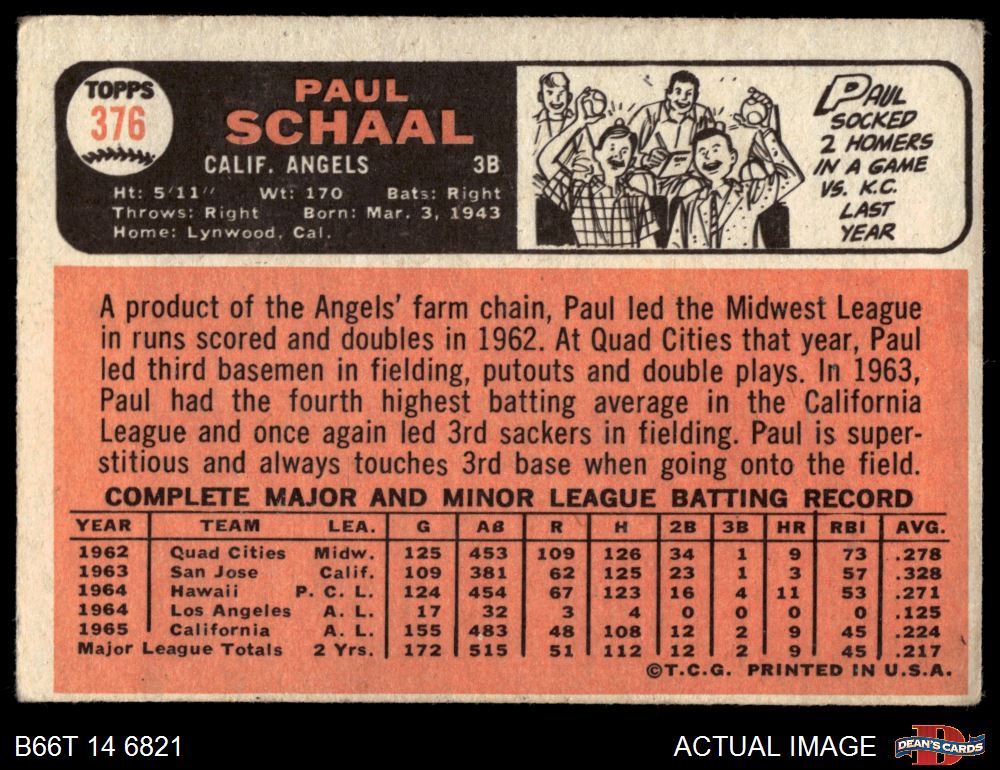 TOPPS
376
PAUL
SCHAAL
CALIF. ANGELS 3B
Ht: 5'11" Wt: 170 Bats: Right
Throws: Right Born: Mar. 3, 1943
Home: Lynwood, Cal.
PAUL
SOCKED
2 HOMERS
IN A GAME
VS. K.C.
LAST
YEAR
A product of the Angels' farm chain, Paul led the Midwest League
in runs scored and doubles in 1962. At Quad Cities that year, Paul
led third basemen in fielding, putouts and double plays. In 1963,
Paul had the fourth highest batting average in the California
League and once again led 3rd sackers in fielding. Paul is super-
stitious and always touches 3rd base when going onto the field.
COMPLETE MAJOR AND MINOR LEAGUE BATTING RECORD
YEAR TEAM LEA. G AB R H 2B 3B HR RBI AVG.
1962 Quad Cities Midw. 125 453 109 126 34 1 9 73 .278
1963 San Jose Calif. 109 381 62 125 23 1 3 57 .328
1964 Hawaii P. C. L. 124 454 67 123 16 4 11 53 .271
1964 Los Angeles A. L. 17 32 3 4 0 0 0 0 .125
1965 California A. L. 155 483 48 108 12 2 9 45 .224
Major League Totals 2 Yrs. 172 515 51 112 12 2 9 45 .217
©T.C.G. PRINTED IN U.S.A.
B66T 14 6821 ACTUAL IMAGE
DEAN'S CARDS